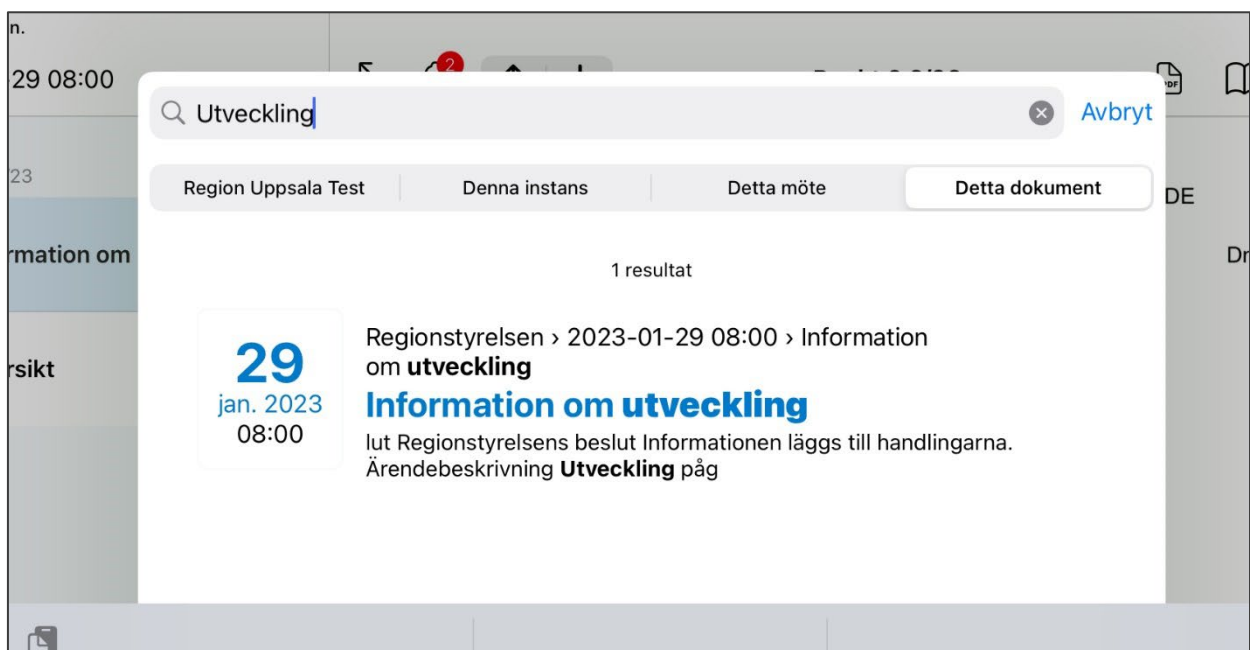 n.
29 08:00
2
PDF
Utveckling
Avbryt
23
Region Uppsala Test
Denna instans
Detta möte
Detta dokument
DE
rmation om
Dr
1 resultat
29
jan. 2023
08:00
Regionstyrelsen › 2023-01-29 08:00 › Information
om utveckling
Information om utveckling
lut Regionstyrelsens beslut Informationen läggs till handlingarna.
Ärendebeskrivning Utveckling påg
rsikt